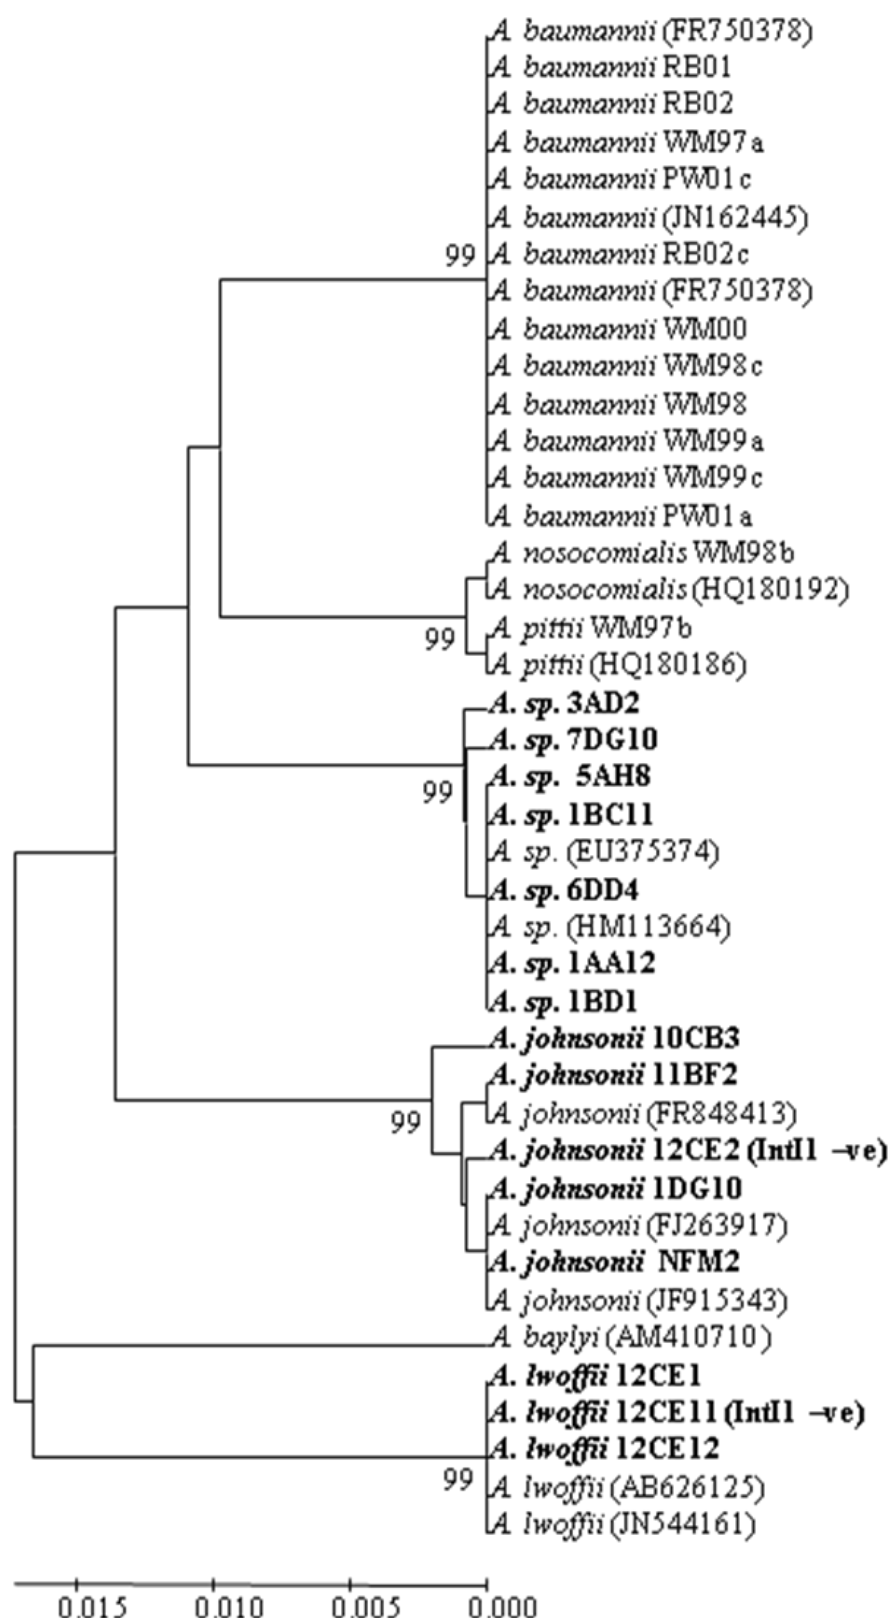 A baumannii (FR750378)
A baumannii RB01
A baumannii RB02
A baumannii WM97a
A baumannii PW01c
A baumannii (JN162445)
99 A baumannii RB02c
A baumannii (FR750378)
A baumannii WM00
A baumannii WM98c
A baumannii WM98
A baumannii WM99a
A baumannii WM99c
A baumannii PW01a
A nosocomialis WM98b
A nosocomialis (HQ180192)
99 A pittii WM97b
A pittii (HQ180186)
A. sp. 3AD2
A. sp. 7DG10
A. sp. 5AH8
99
A. sp. 1BC11
A sp. (EU375374)
A. sp. 6DD4
A sp. (HM113664)
A. sp. 1AA12
A. sp. 1BD1
A. johnsonii 10CB3
A. johnsonii 11BF2
99 A johnsonii (FR848413)
A. johnsonii 12CE2 (IntI1 –ve)
A. johnsonii 1DG10
A johnsonii (FJ263917)
A. johnsonii NFM2
A johnsonii (JF915343)
A baylyi (AM410710)
A. lwoffii 12CE1
A. lwoffii 12CE11 (IntI1 –ve)
A. lwoffii 12CE12
99 A lwoffii (AB626125)
A lwoffii (JN544161)
0.015 0.010 0.005 0.000